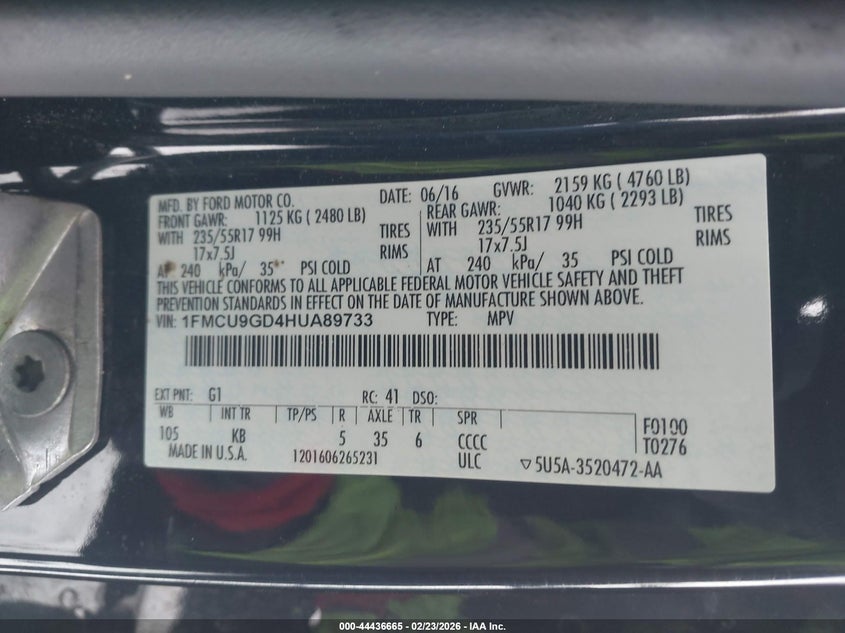 MFD. BY FORD MOTOR CO. DATE: 06/16 GVWR: 2159 KG ( 4760 LB)
FRONT GAWR: 1125 KG ( 2480 LB) REAR GAWR: 1040 KG ( 2293 LB)
WITH 235/55R17 99H TIRES WITH 235/55R17 99H TIRES
17x7.5J RIMS 17x7.5J RIMS
AT 240 kPa/ 35 PSI COLD AT 240 kPa/ 35 PSI COLD
THIS VEHICLE CONFORMS TO ALL APPLICABLE FEDERAL MOTOR VEHICLE SAFETY AND THEFT
PREVENTION STANDARDS IN EFFECT ON THE DATE OF MANUFACTURE SHOWN ABOVE.
VIN: 1FMCU9GD4HUA89733 TYPE: MPV
EXT PNT: G1 RC: 41 DSO:
WB INT TR TP/PS R AXLE TR SPR F0100
105 KB 5 35 6 CCCC T0276
MADE IN U.S.A. 1201606265231 ULC ▽5U5A-3520472-AA
000-44436665 - 02/23/2026 - IAA Inc.